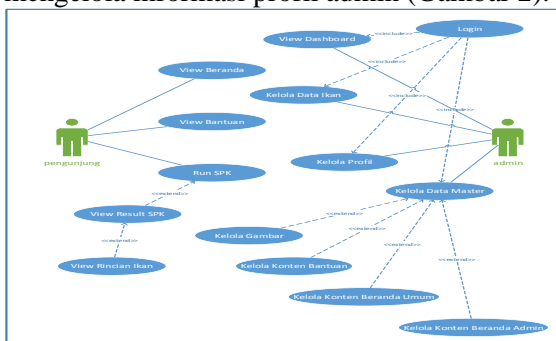 mengelola informasi profil admin (Gambar 2).
View Dashboard
Login
<<include>>
View Beranda
<<include>>
Kelola Data Ikan
<<include>>
<<include>>
View Bantuan
pengunjung
Kelola Profil
admin
Run SPK
<<extend>>
Kelola Data Master
View Result SPK
<<extend>>
Kelola Gambar
<<extend>>
<<extend>>
View Rincian Ikan
Kelola Konten Bantuan
<<extend>>
<<extend>>
Kelola Konten Beranda Umum
Kelola Konten Beranda Admin